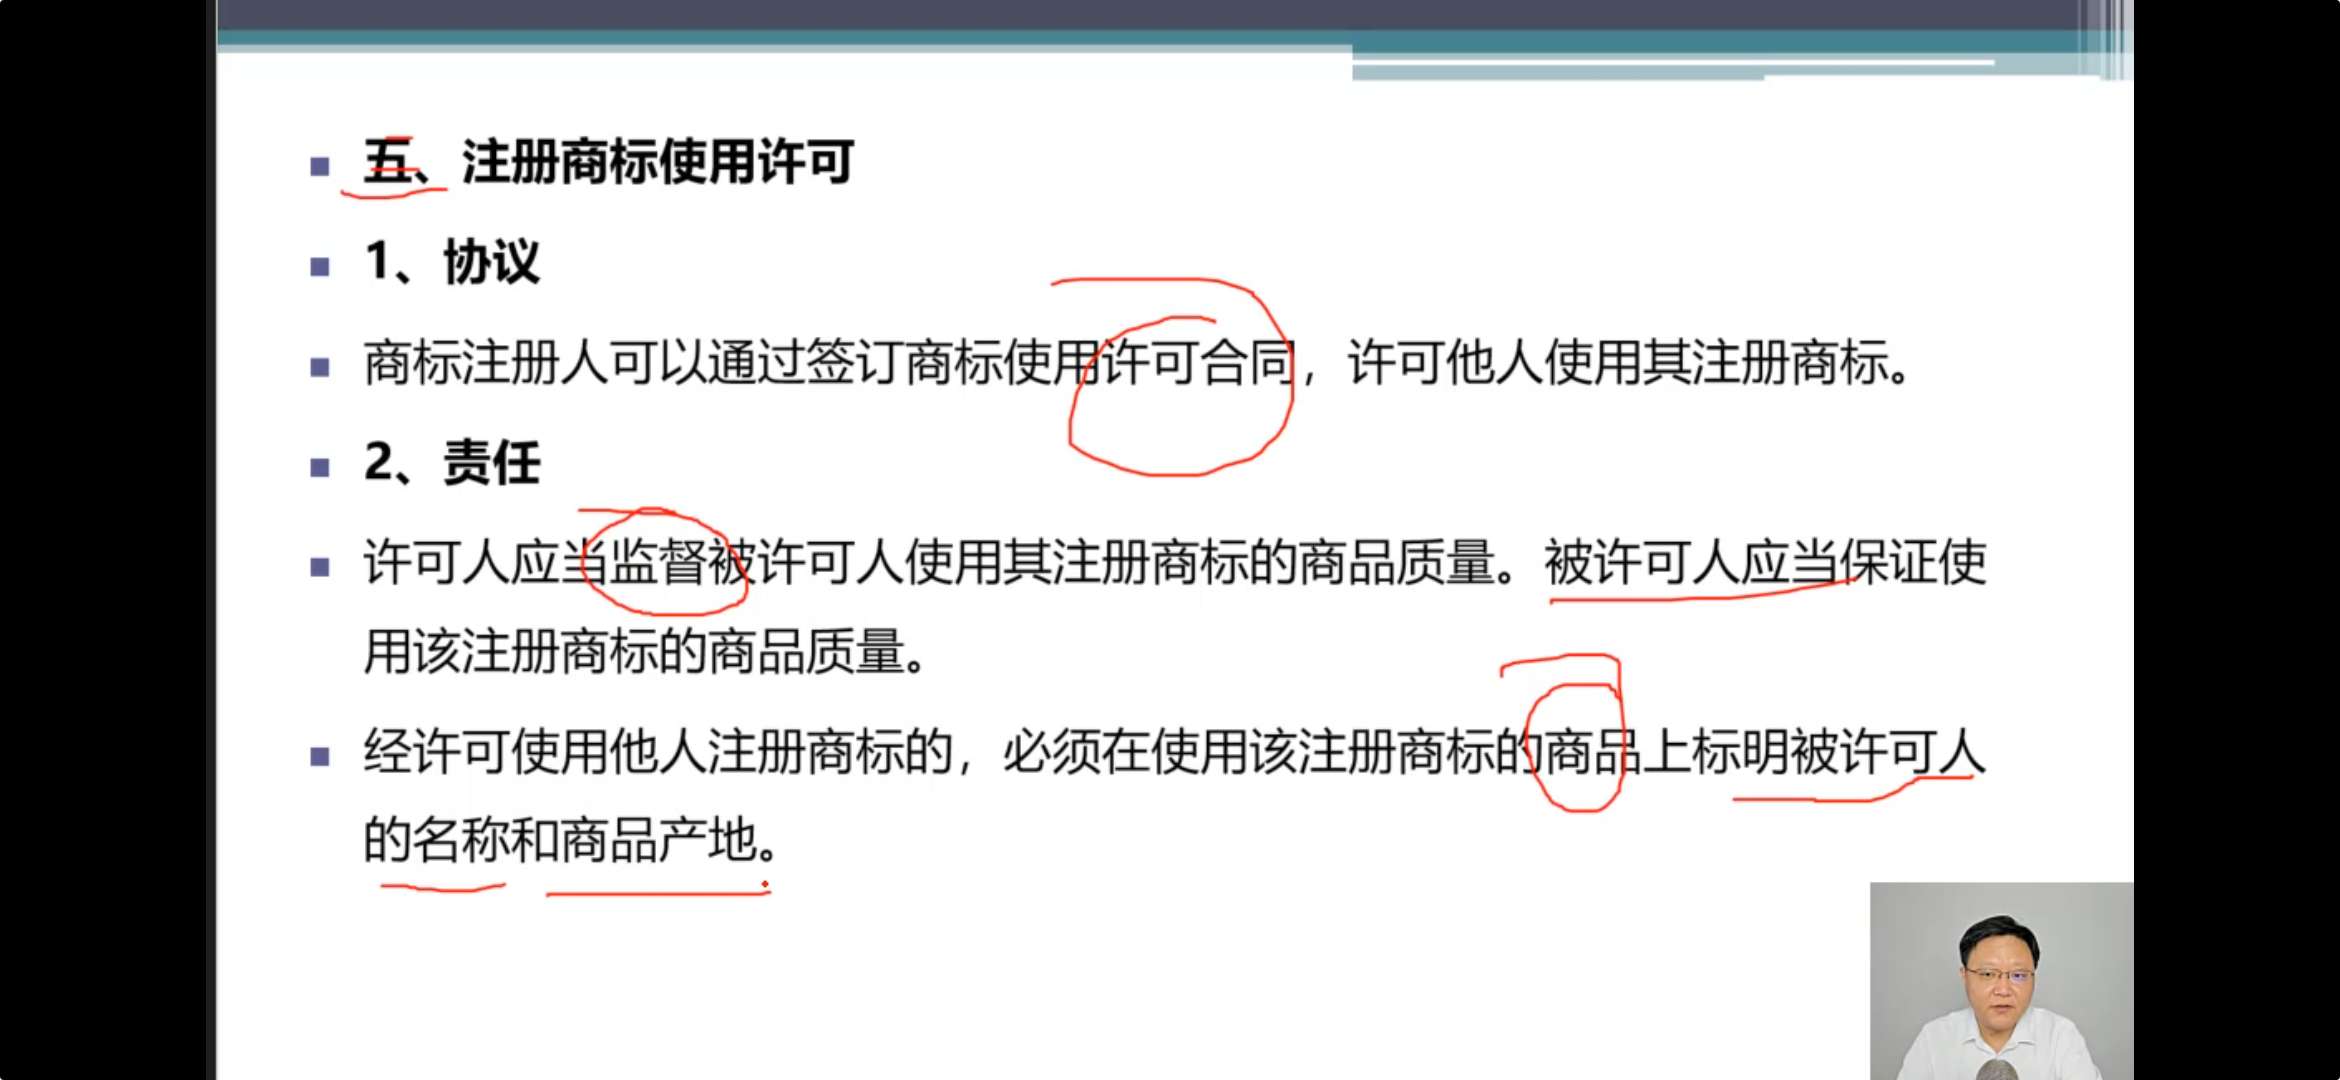 五、注册商标使用许可
1、协议
商标注册人可以通过签订商标使用许可合同，许可他人使用其注册商标。
2、责任
许可人应当监督被许可人使用其注册商标的商品质量。被许可人应当保证使
用该注册商标的商品质量。
经许可使用他人注册商标的，必须在使用该注册商标的商品上标明被许可人
的名称和商品产地。